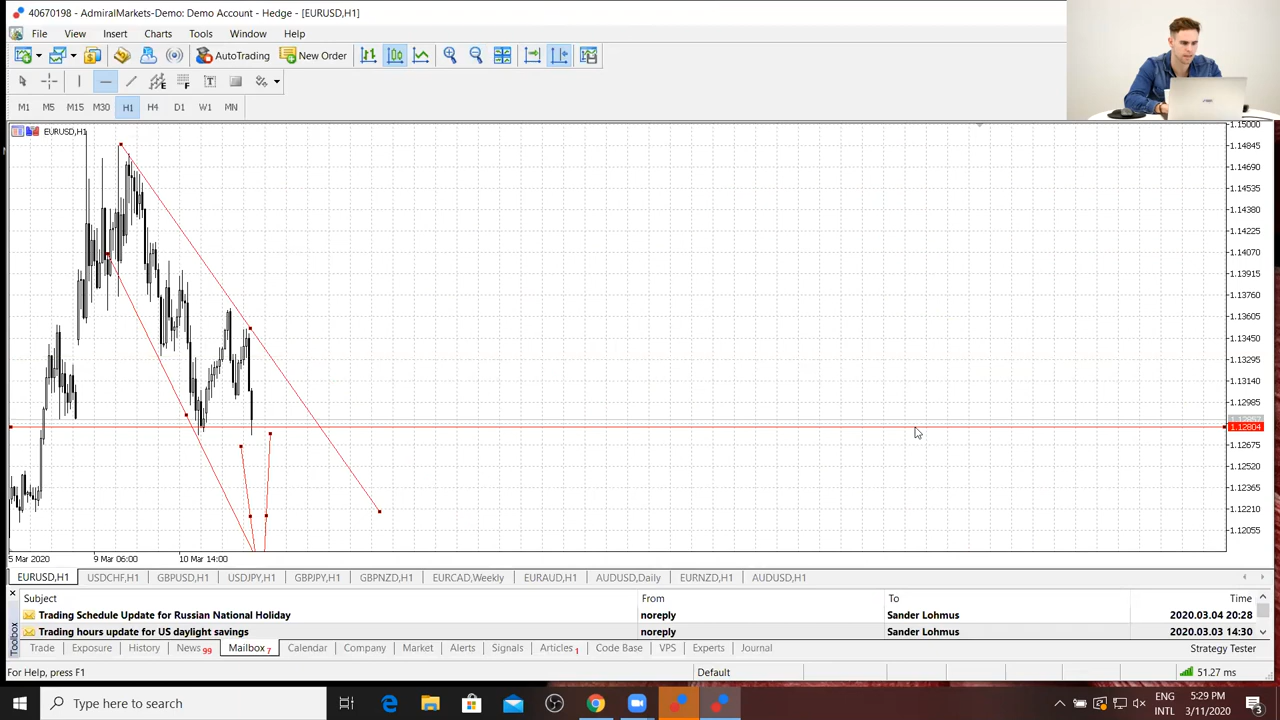 40670198 - AdmiralMarkets-Demo: Demo Account - Hedge - [EURUSD,H1]
File View Insert Charts Tools Window Help
AutoTrading New Order
E F T
M1 M5 M15 M30 H1 H4 D1 W1 MN
EURUSD,H1
1.15000
1.14845
1.14690
1.14535
1.14380
1.14225
1.14070
1.13915
1.13760
1.13605
1.13450
1.13295
1.13140
1.12985
1.12804
1.12675
1.12520
1.12365
1.12210
1.12055
5 Mar 2020 9 Mar 06:00 10 Mar 14:00
EURUSD,H1 USDCHF,H1 GBPUSD,H1 USDJPY,H1 GBPJPY,H1 GBPNZD,H1 EURCAD,Weekly EURAUD,H1 AUDUSD,Daily EURNZD,H1 AUDUSD,H1
Subject From To Time
Trading Schedule Update for Russian National Holiday noreply Sander Lohmus 2020.03.04 20:28
Trading hours update for US daylight savings noreply Sander Lohmus 2020.03.03 14:30
Toolbox
Trade Exposure History News 99 Mailbox 7 Calendar Company Market Alerts Signals Articles 1 Code Base VPS Experts Journal Strategy Tester
For Help, press F1 Default 51.27 ms
Type here to search
ENG 5:29 PM
INTL 3/11/2020 3